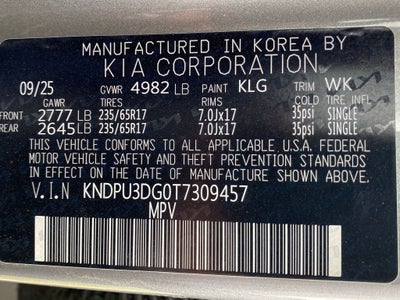 MANUFACTURED IN KOREA BY
KIA CORPORATION
09/25 GVWR 4982 LB PAINT KLG TRIM WK
GAWR TIRES RIMS COLD TIRE
FRONT 2777 LB 235/65R17 7.0Jx17 35psi SINGLE
REAR 2645 LB 235/65R17 7.0Jx17 35psi SINGLE
THIS VEHICLE CONFORMS TO ALL APPLICABLE, U.S.A FEDERAL
MOTOR VEHICLE SAFETY AND THEFT PREVENTION STANDARDS
IN EFFECT ON THE DATE OF MANUFACTURE SHOWN ABOVE.
V.I.N KNDPU3DG0T7309457
MPV